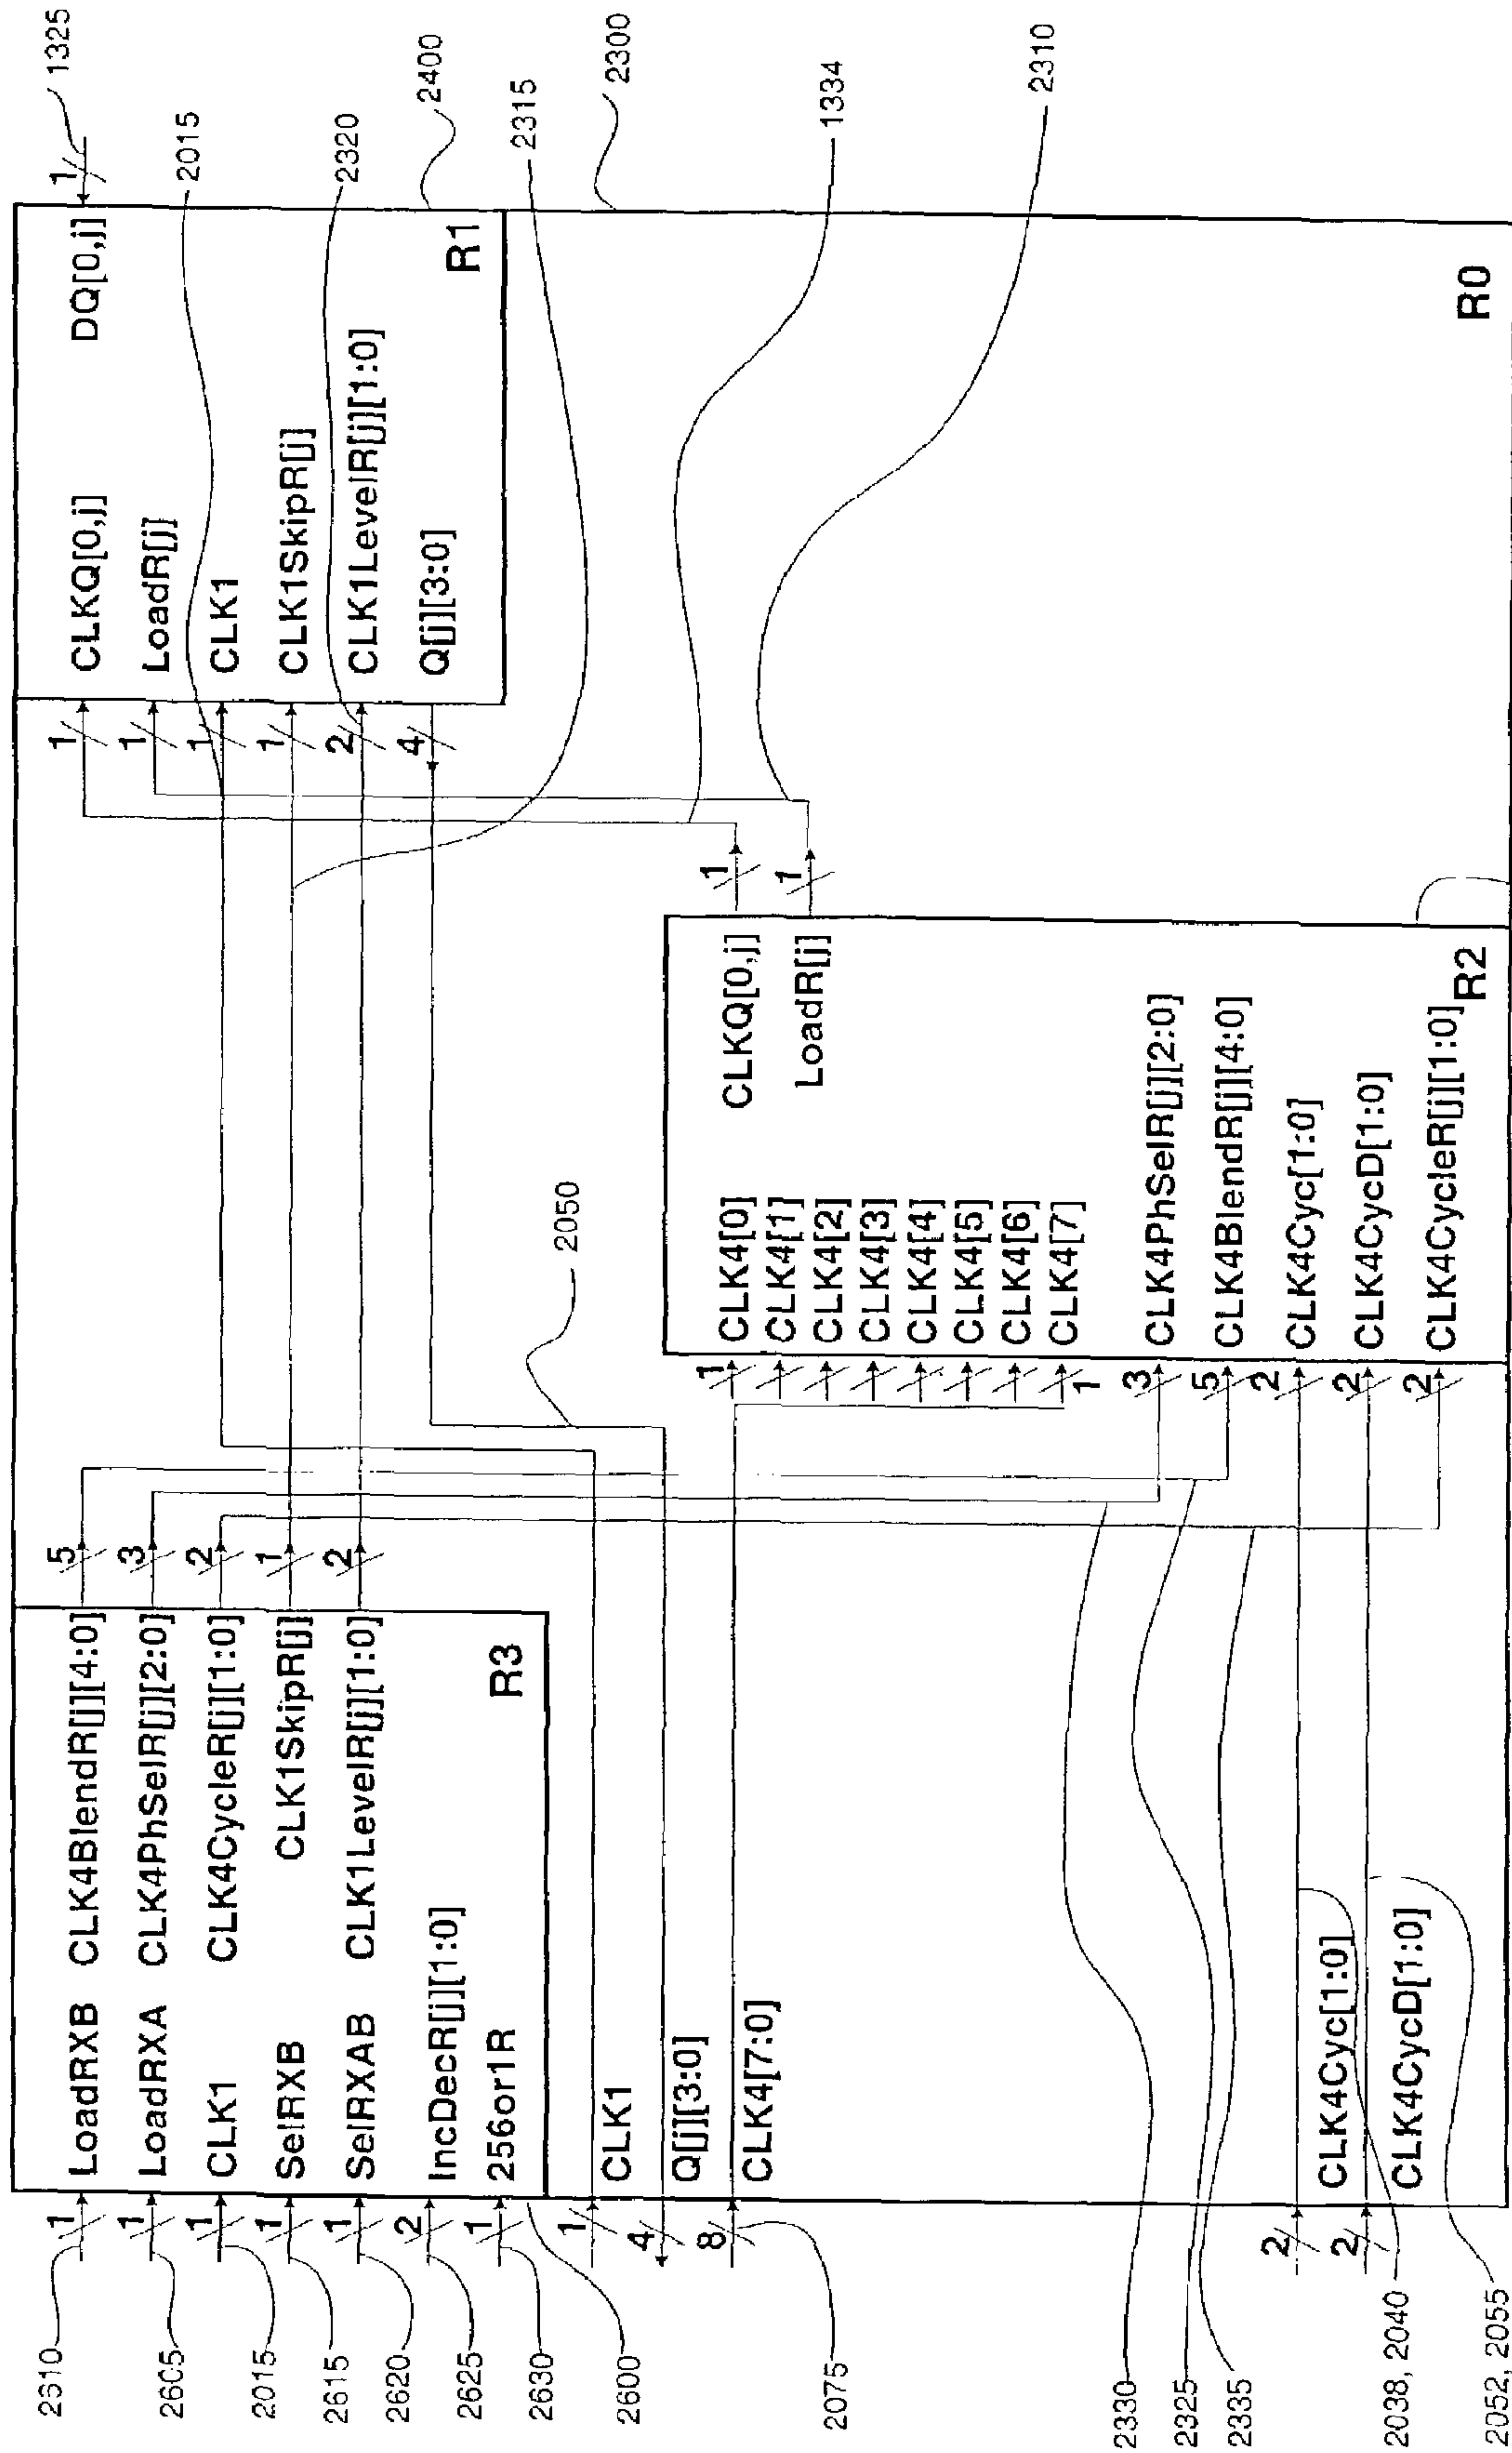 2310
2605
2015
2615
2620
2625
2630
2600
2075
2038, 2040
2052, 2055
1
1
1
1
1
2
1
1
4
8
2
2
LoadRXB CLK4BlendR[j][4:0]
LoadRXA CLK4PhSelR[j][2:0]
CLK1 CLK4CycleR[j][1:0]
SelRXB CLK1SkipR[j]
SelRXAB CLK1LevelR[j][1:0]
IncDecR[j][1:0]
256or1R
R3
5
3
2
1
2
CLK1
Q[j][3:0]
CLK4[7:0]
CLK4Cyc[1:0]
CLK4CycD[1:0]
2330
2325
2335
2050
1
1
3
5
2
2
2
CLK4[0] CLKQ[0,j]
CLK4[1]
CLK4[2] LoadR[j]
CLK4[3]
CLK4[4]
CLK4[5]
CLK4[6]
CLK4[7]
CLK4PhSelR[j][2:0]
CLK4BlendR[j][4:0]
CLK4Cyc[1:0]
CLK4CycD[1:0]
CLK4CycleR[j][1:0]
R2
1
1
1
1
1
1
2
4
CLKQ[0,j] DQ[0,j]
LoadR[j]
CLK1
CLK1SkipR[j]
CLK1LevelR[j][1:0]
Q[j][3:0]
R1
R0
1
1325
2015
2400
2320
2315
2300
1334
2310